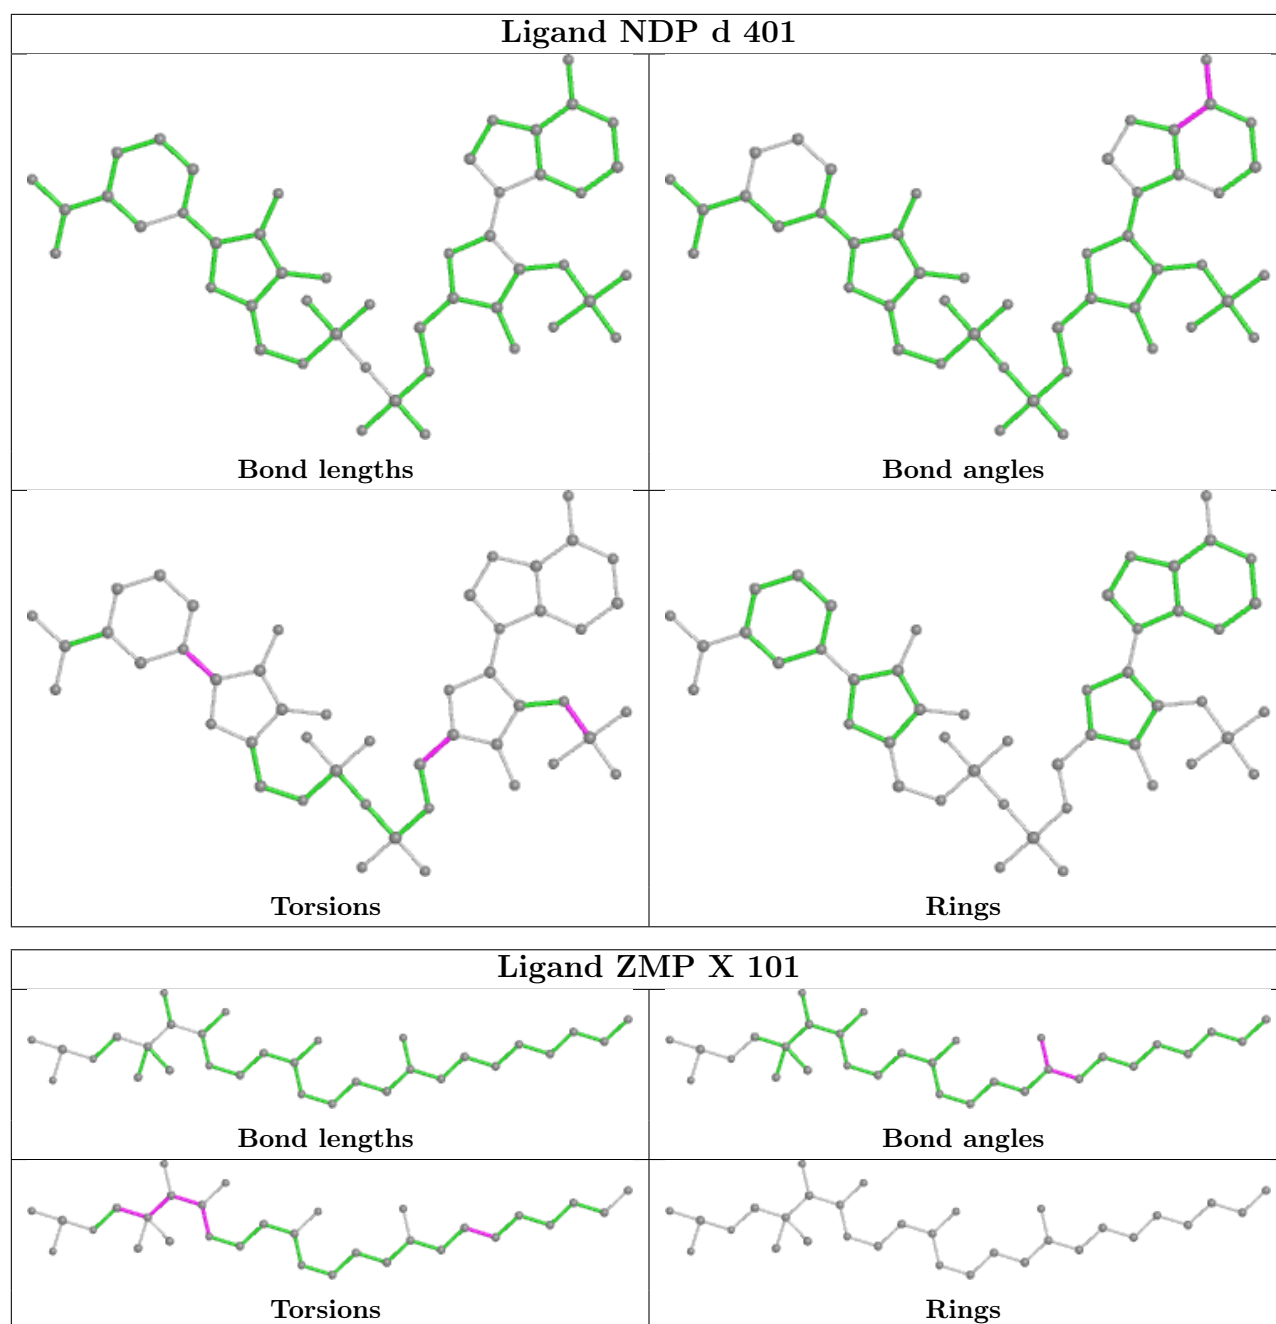 Ligand NDP d 401
Bond lengths
Bond angles
Torsions
Rings
Ligand ZMP X 101
Bond lengths
Bond angles
Torsions
Rings